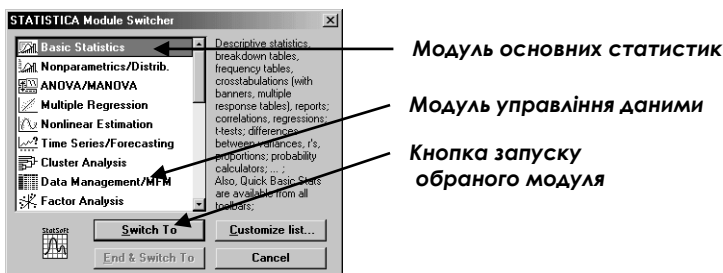 STATISTICA Module Switcher
Basic Statistics
Nonparametrics/Distrib.
ANOVA/MANOVA
Multiple Regression
Nonlinear Estimation
Time Series/Forecasting
Cluster Analysis
Data Management/MFM
Factor Analysis
Descriptive statistics,
breakdown tables,
frequency tables,
crosstabulations (with
banners, multiple
response tables), reports;
correlations, regressions;
t-tests; differences
between variances, r's,
proportions; probability
calculators; ... ;
Also, Quick Basic Stats
are available from all
toolbars;
StatSoft
Switch To
Customize list...
End & Switch To
Cancel
Модуль основних статистик
Модуль управління даними
Кнопка запуску
обраного модуля